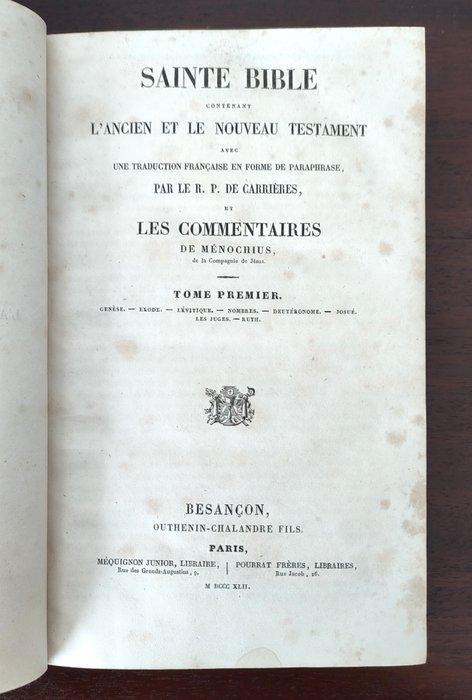 SAINTE BIBLE
CONTENANT
L'ANCIEN ET LE NOUVEAU TESTAMENT
AVEC
UNE TRADUCTION FRANÇAISE EN FORME DE PARAPHRASE,
PAR LE R. P. DE CARRIÈRES,
ET
LES COMMENTAIRES
DE MÉNOCHIUS,
de la Compagnie de Jésus.
TOME PREMIER.
GENÈSE. — EXODE. — LÉVITIQUE. — NOMBRES. — DEUTÉRONOME. — JOSUÉ.
LES JUGES. — RUTH.
BESANÇON,
OUTHENIN-CHALANDRE FILS.
PARIS,
MÉQUIGNON JUNIOR, LIBRAIRE,
Rue des Grands-Augustins, 9.
POURRAT FRÈRES, LIBRAIRES,
Rue Jacob, 26.
M DCCC XLII.